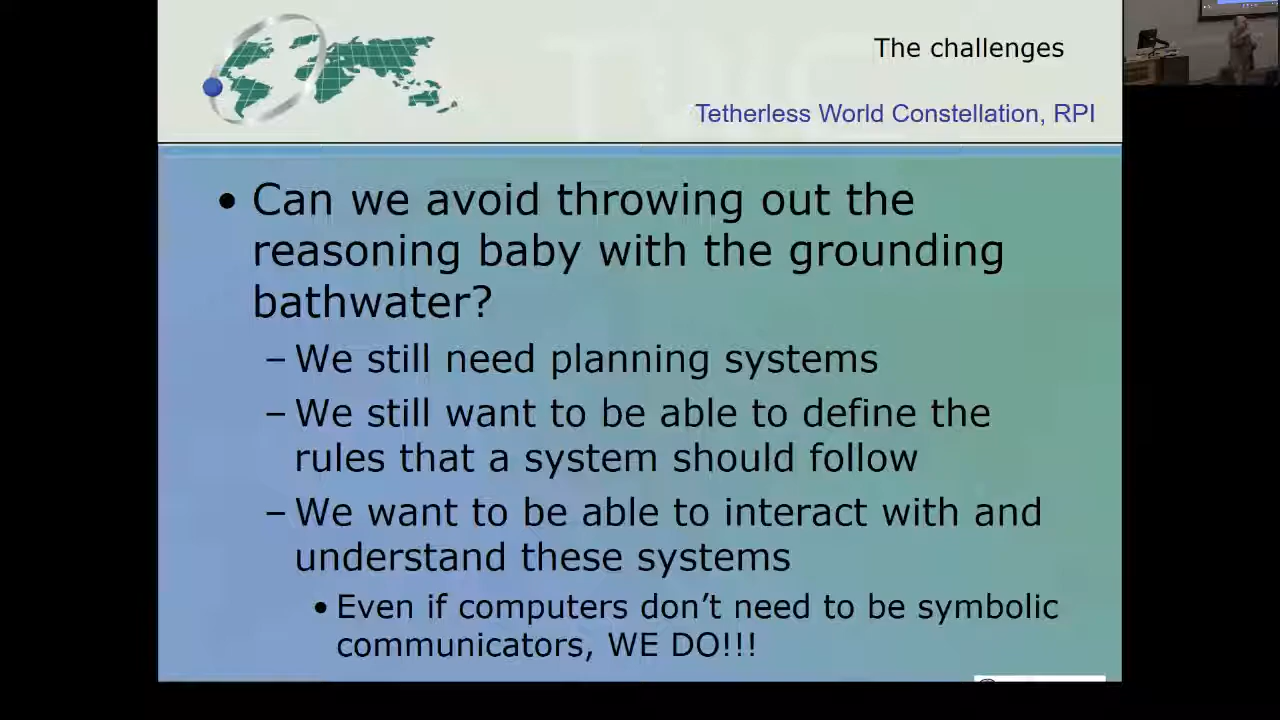 The challenges
Tetherless World Constellation, RPI
• Can we avoid throwing out the
reasoning baby with the grounding
bathwater?
– We still need planning systems
– We still want to be able to define the
rules that a system should follow
– We want to be able to interact with and
understand these systems
• Even if computers don’t need to be symbolic
communicators, WE DO!!!